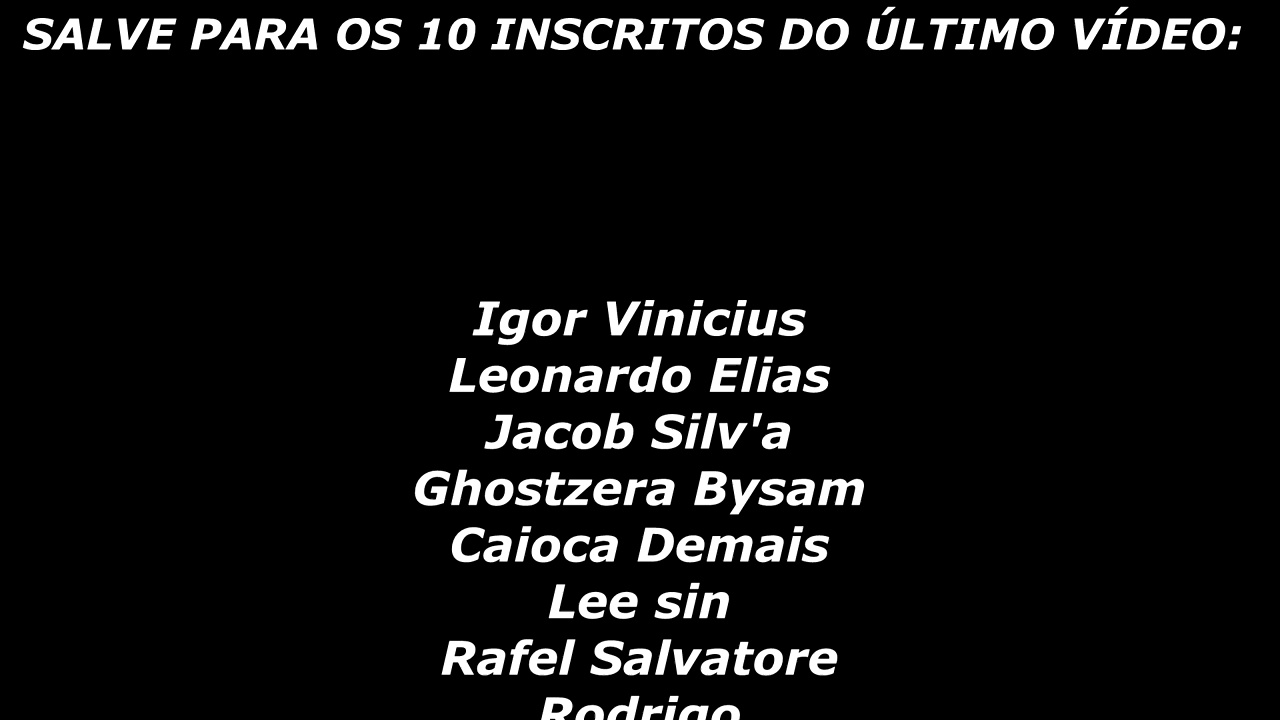 SALVE PARA OS 10 INSCRITOS DO ÚLTIMO VÍDEO:
Igor Vinicius
Leonardo Elias
Jacob Silv'a
Ghostzera Bysam
Caioca Demais
Lee sin
Rafel Salvatore
Rodrigo